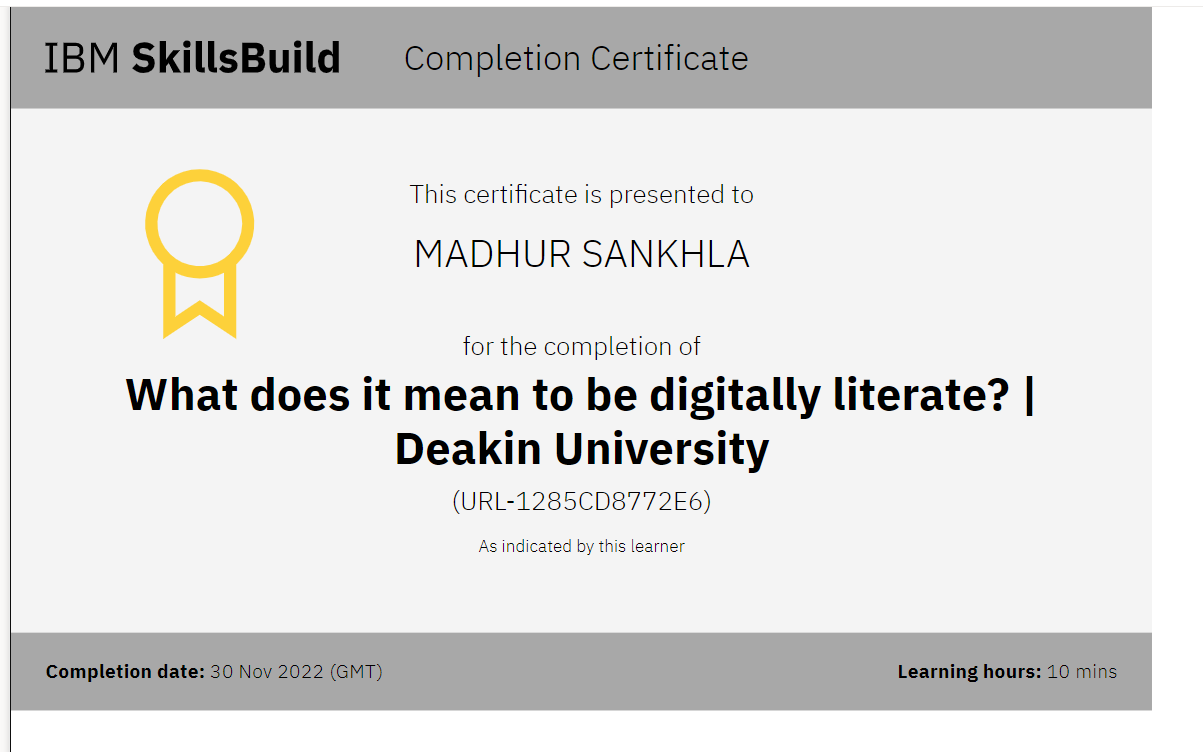 IBM SkillsBuild Completion Certificate
This certificate is presented to
MADHUR SANKHLA
for the completion of
What does it mean to be digitally literate? |
Deakin University
(URL-1285CD8772E6)
As indicated by this learner
Completion date: 30 Nov 2022 (GMT) Learning hours: 10 mins